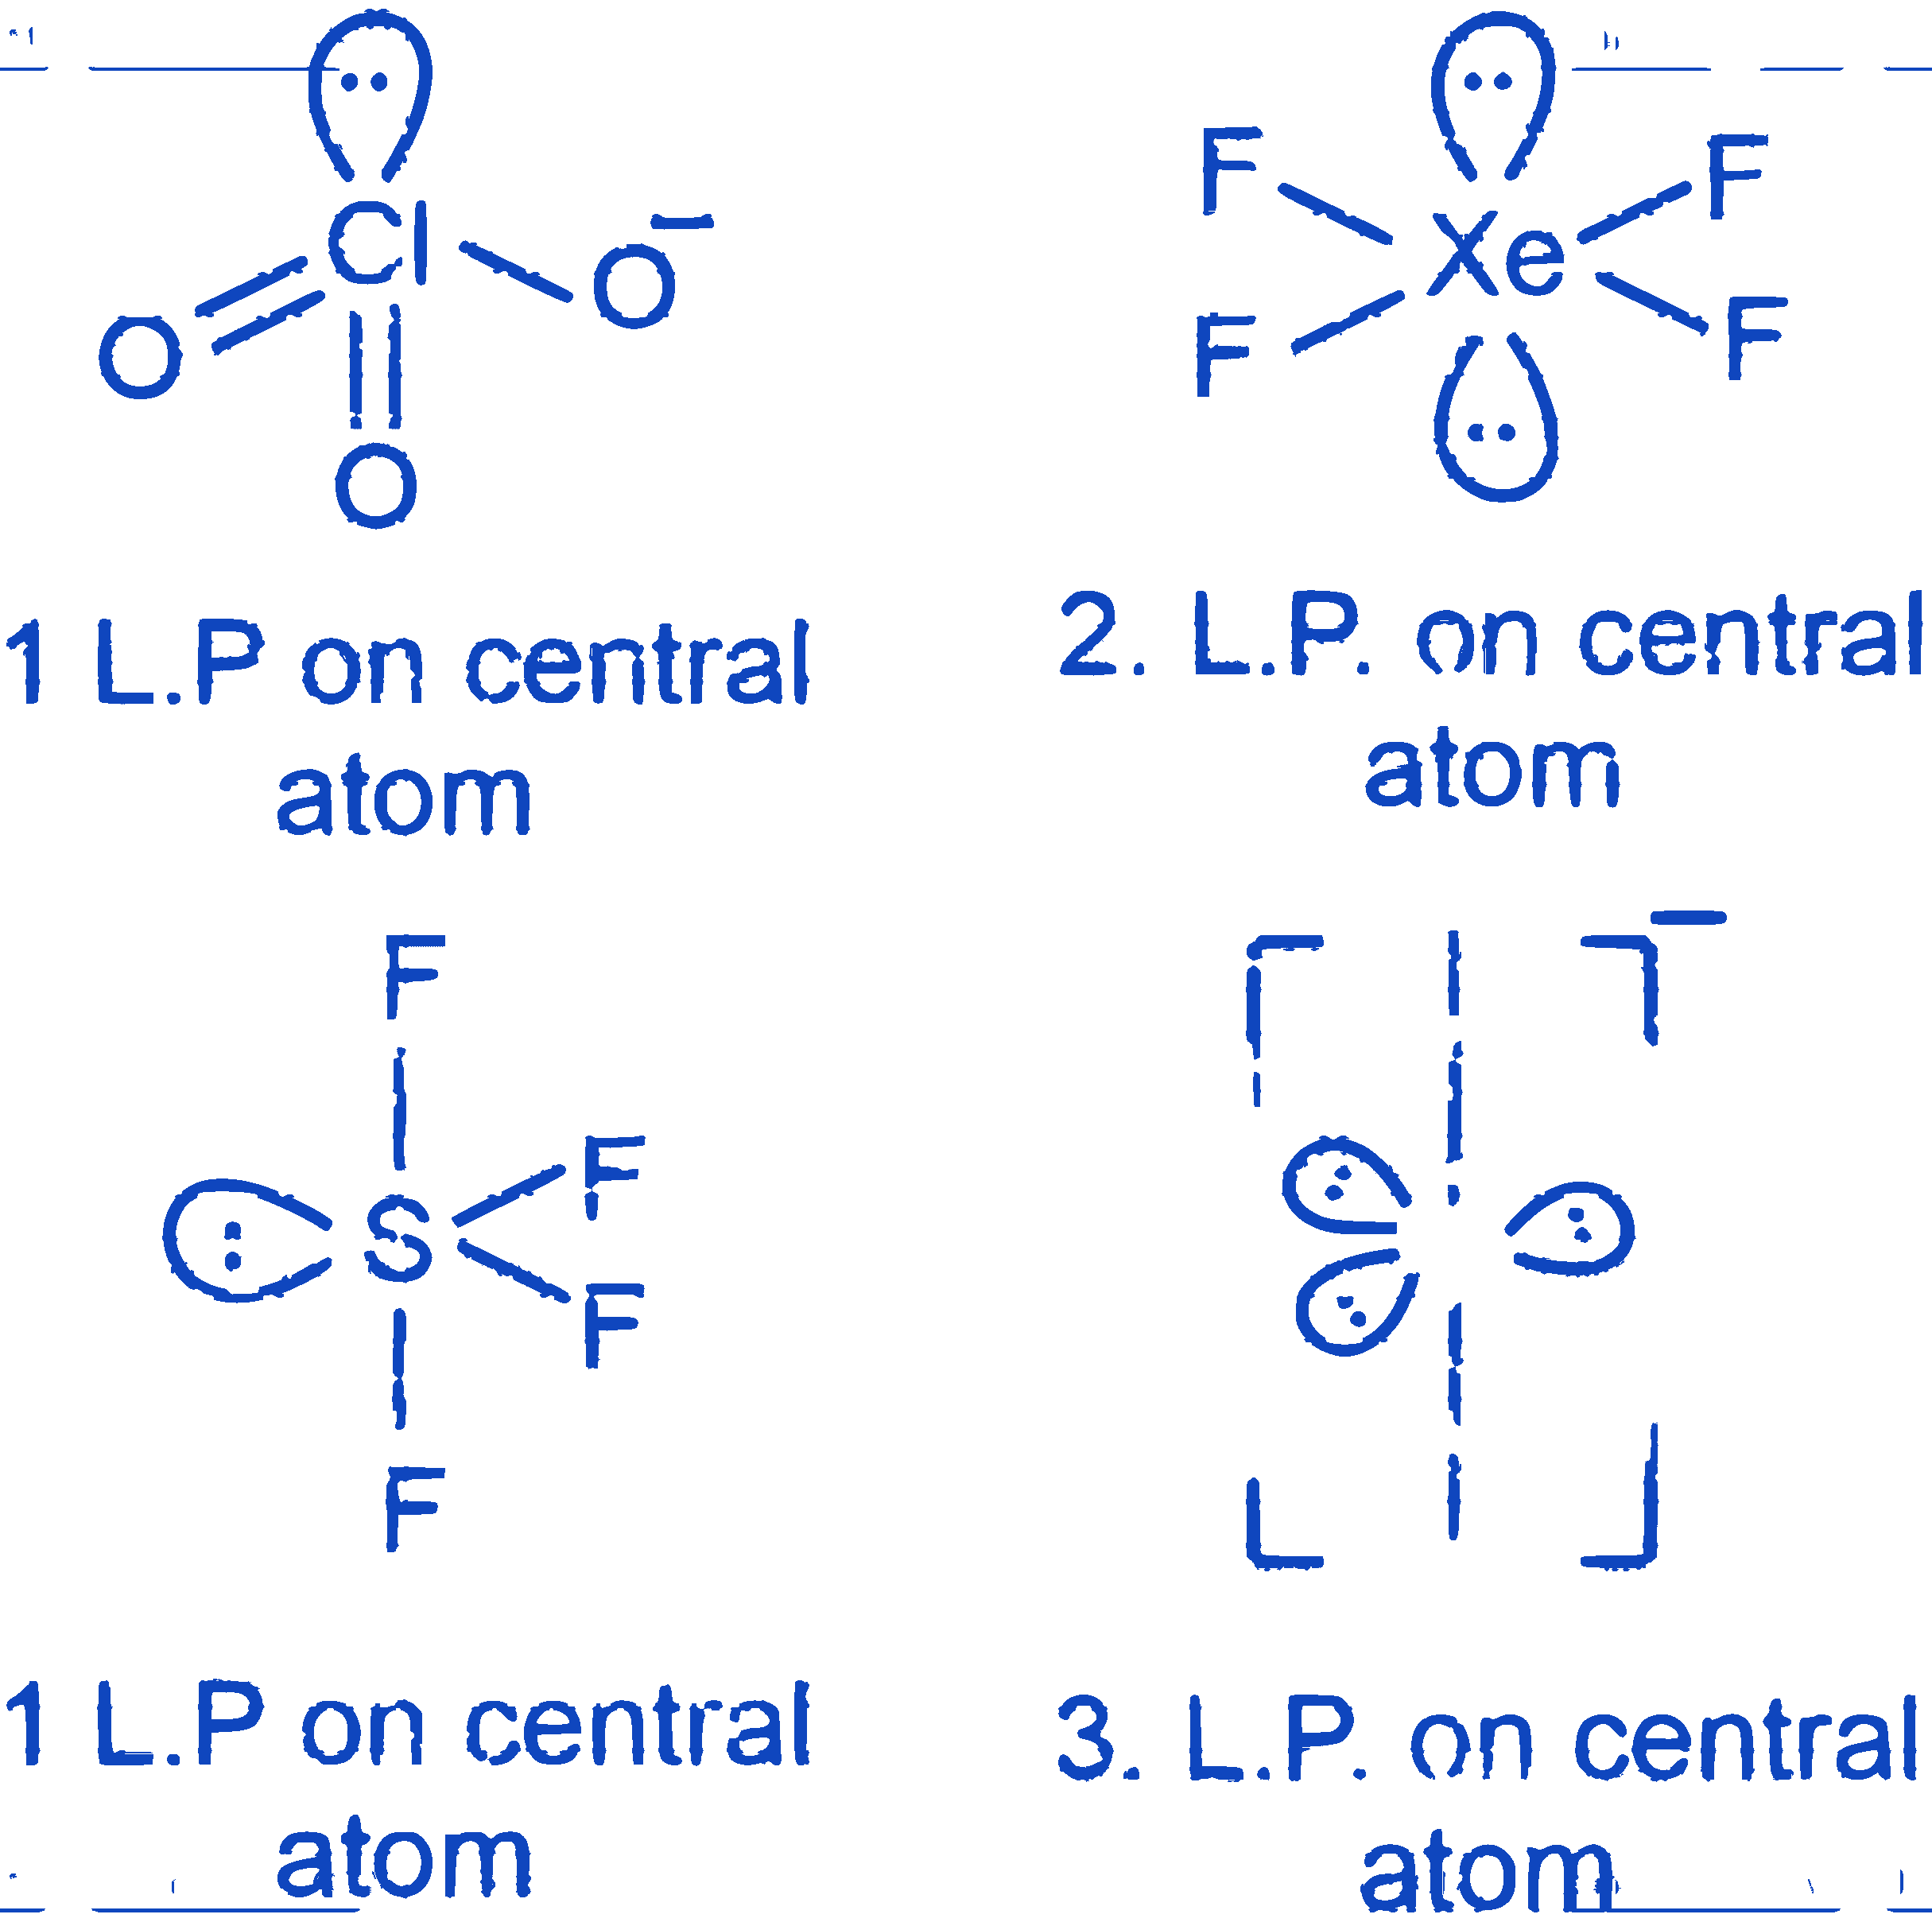 Cl
O
O⁻
O
1 L.P on central
atom
F
F
Xe
F
F
2. L.P. on central
atom
F
F
S
F
F
1 L.P on central
atom
I
I
I
3. L.P. on central
atom